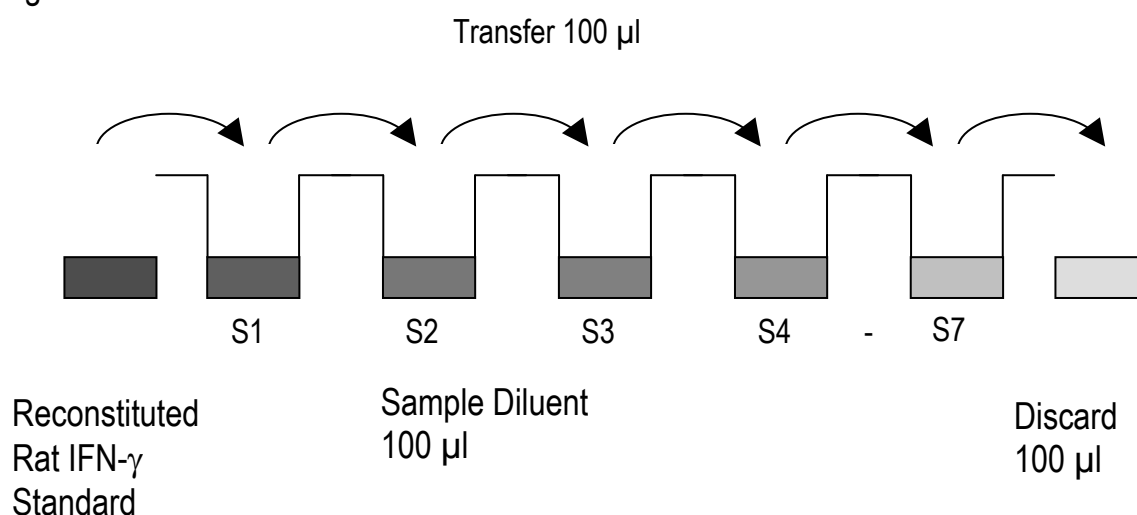 Transfer 100 µl
S1 S2 S3 S4 - S7
Reconstituted
Rat IFN-γ
Standard
Sample Diluent
100 µl
Discard
100 µl